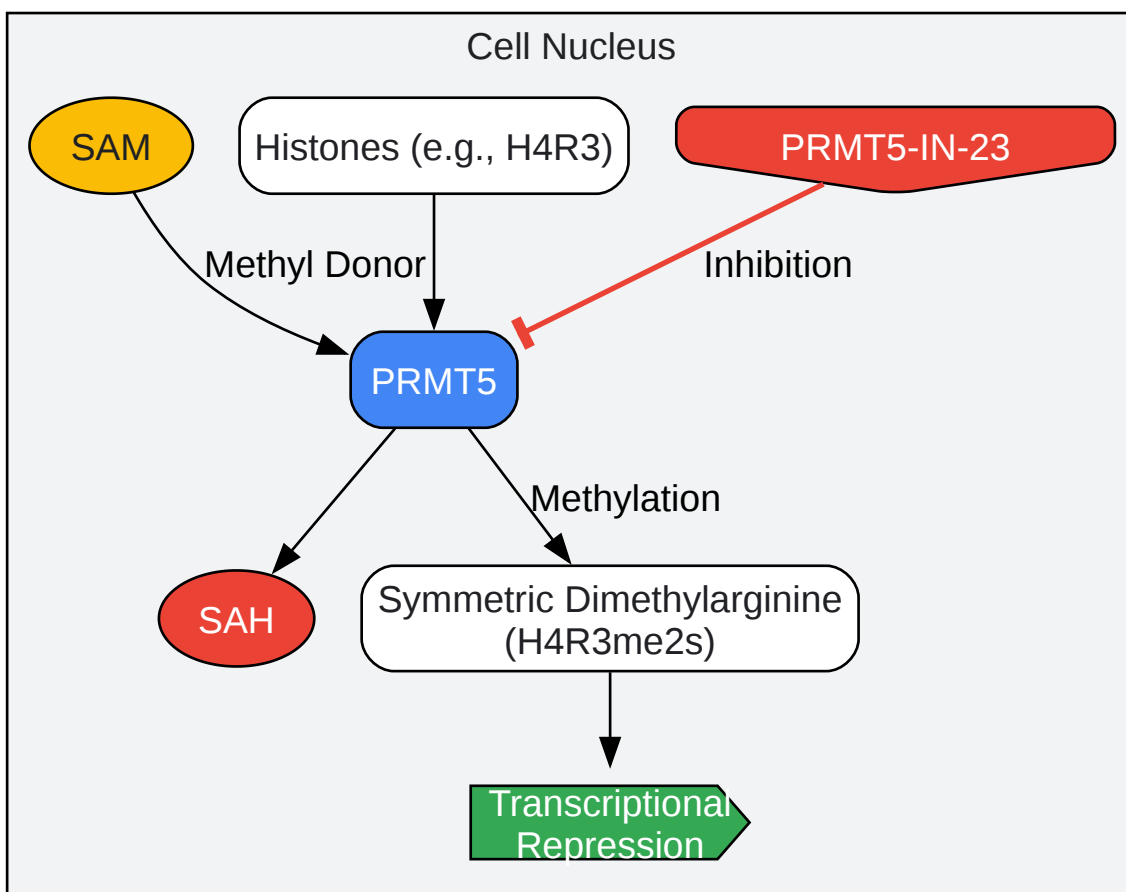 Cell Nucleus
SAM
Histones (e.g., H4R3)
PRMT5-IN-23
Methyl Donor
Inhibition
PRMT5
Methylation
SAH
Symmetric Dimethylarginine
(H4R3me2s)
Transcriptional
Repression